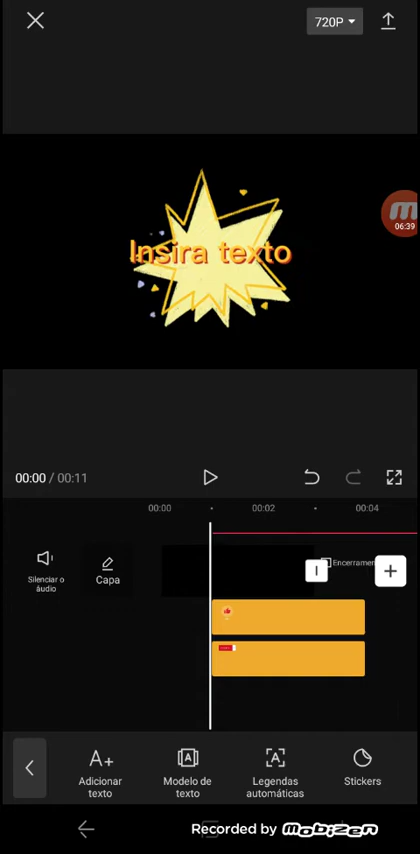 720P
Insira texto
06:39
00:00 / 00:11
00:00
00:02
00:04
Silenciar o
áudio
Capa
Encerramen
Adicionar
texto
Modelo de
texto
Legendas
automáticas
Stickers
Recorded by mobizen